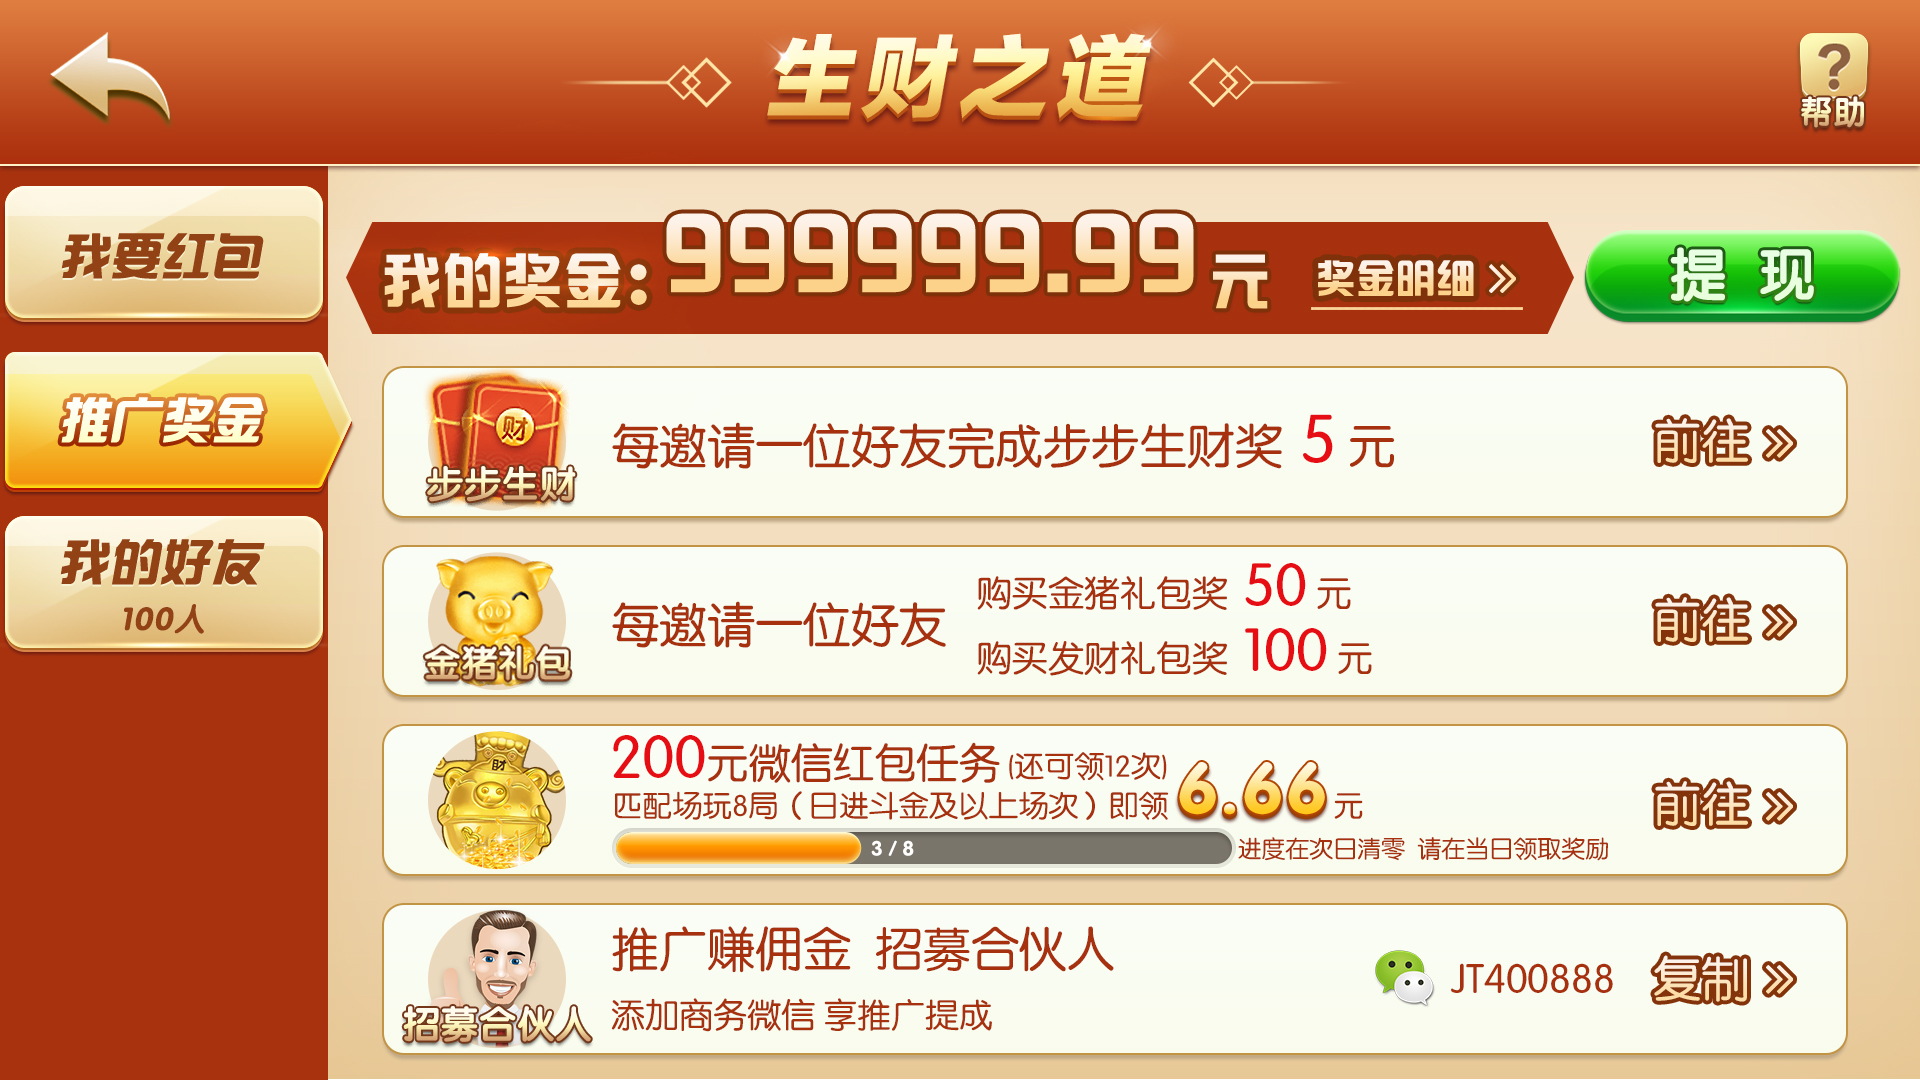 生财之道
?
帮助
我要红包
推广奖金
我的好友
100人
我的奖金: 999999.99 元 奖金明细
提 现
财
步步生财
每邀请一位好友完成步步生财奖 5 元
前往
金猪礼包
每邀请一位好友
购买金猪礼包奖 50 元
购买发财礼包奖 100 元
前往
財
200元微信红包任务 (还可领12次)
匹配场玩8局（日进斗金及以上场次）即领 6.66 元
3 / 8
进度在次日清零 请在当日领取奖励
前往
招募合伙人
推广赚佣金 招募合伙人
添加商务微信 享推广提成
JT400888
复制